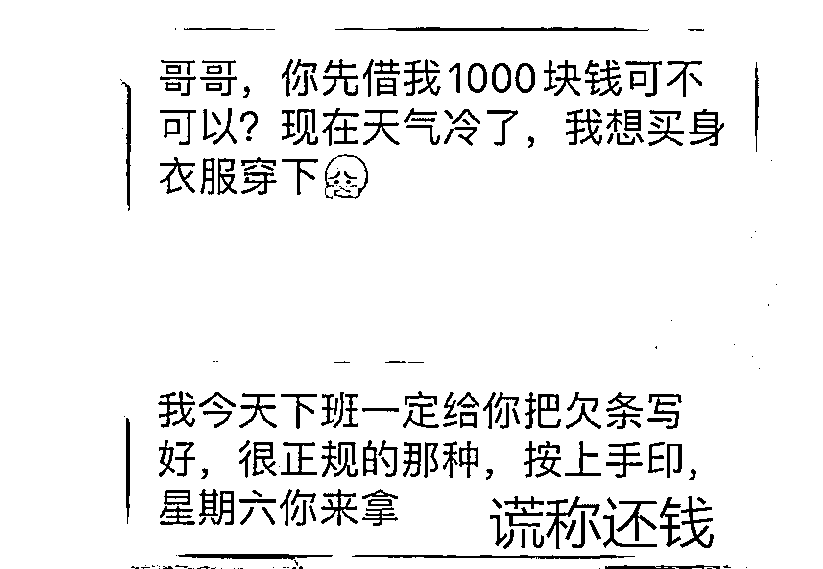 哥哥，你先借我1000块钱可不
可以？现在天气冷了，我想买身
衣服穿下
我今天下班一定给你把欠条写
好，很正规的那种，按上手印，
星期六你来拿
谎称还钱